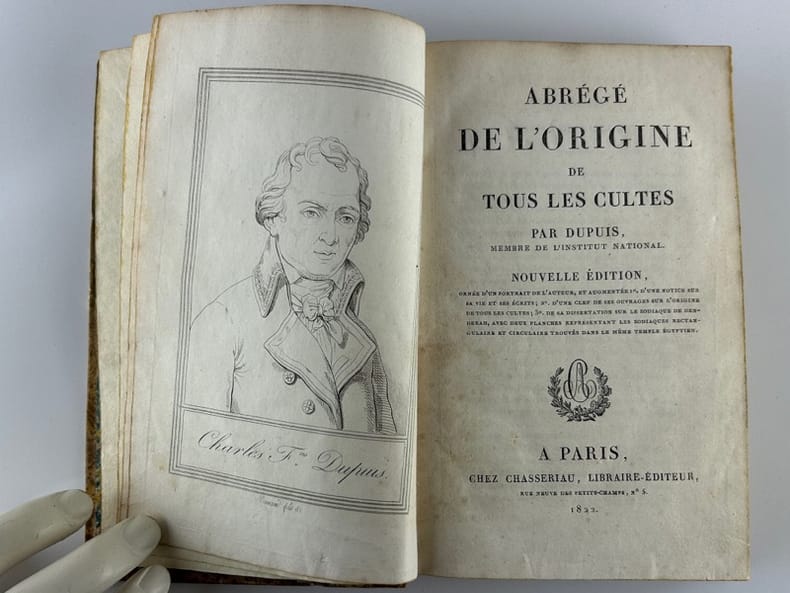 Charles F.ois Dupuis.
ABRÉGÉ
DE L'ORIGINE
DE
TOUS LES CULTES
PAR DUPUIS,
MEMBRE DE L'INSTITUT NATIONAL.
NOUVELLE ÉDITION,
ORNÉE D'UN PORTRAIT DE L'AUTEUR, ET AUGMENTÉE 1º. D'UNE NOTICE SUR
SA VIE ET SES ÉCRITS; 2º. D'UNE CLEF DE SES OUVRAGES SUR L'ORIGINE
DE TOUS LES CULTES; 3º. DE SA DISSERTATION SUR LE ZODIAQUE DE DEN-
DERAH, AVEC DEUX PLANCHES REPRÉSENTANT LES ZODIAQUES RECTAN-
GULAIRE ET CIRCULAIRE TROUVÉS DANS LE MÊME TEMPLE ÉGYPTIEN.
A PARIS,
CHEZ CHASSERIAU, LIBRAIRE-ÉDITEUR,
RUE NEUVE DES PETITS-CHAMPS, Nº 5.
1822.